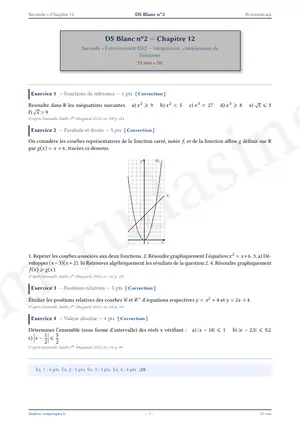 Seconde • Chapitre 12 DS Blanc n°2
DS Blanc n°2 — Chapitre 12
Seconde • Entraînement DS2 — Inéquations, comparaison de
fonctions
Exercice 1 • Fonctions de référence — 6 pts [ Correction ]
Résoudre dans R les inéquations suivantes. a) x² ≥ 9 b) x² < 5 c) x³ < 27 d) x³ ≥ 8 e) √x ≤ 5
f) √x > 9
Exercice 2 • Parabole et droite — 5 pts [ Correction ]
On considère les courbes représentatives de la fonction carré, notée f, et de la fonction affine g définie sur R
par g(x) = x + 6, tracées ci-dessous.
1. Repérer les courbes associées aux deux fonctions. 2. Résoudre graphiquement l'équation x² = x+6. 3. a) Dé-
velopper (x − 3)(x + 2). b) Retrouver algébriquement les résultats de la question 2. 4. Résoudre graphiquement
f(x) ≥ g(x).
Exercice 3 • Positions relatives — 5 pts [ Correction ]
Étudier les positions relatives des courbes 𝒞 et 𝒞' d'équations respectives y = x² + 4 et y = 2x + 4.
Exercice 4 • Valeur absolue — 4 pts [ Correction ]
Déterminer l'ensemble (sous forme d'intervalle) des réels x vérifiant : a) |x − 10| ≤ 1 b) |x − 2,5| ≤ 0,2
c) |x − 1/2| ≤ 3/2
Ex. 1 : 6 pts Ex. 2 : 5 pts Ex. 3 : 5 pts Ex. 4 : 4 pts /20